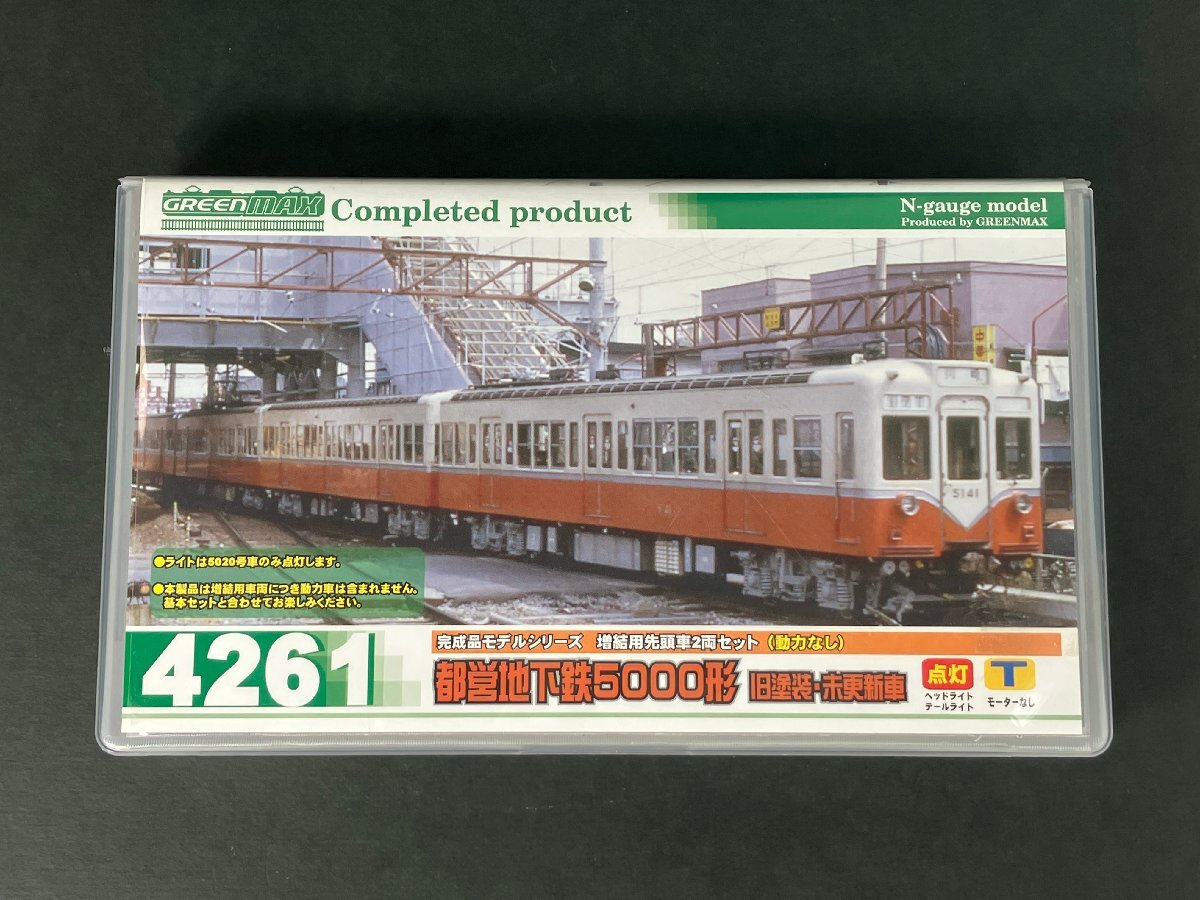 GREENMAX Completed product
N-gauge model
Produced by GREENMAX
5141
●ライトは5020号車のみ点灯します。
●本製品は増結用車両につき動力車は含まれません。
基本セットと合わせてお楽しみください。
4261
完成品モデルシリーズ 増結用先頭車2両セット (動力なし)
都営地下鉄5000形 旧塗装・未更新車
点灯
ヘッドライト
テールライト
T
モーターなし